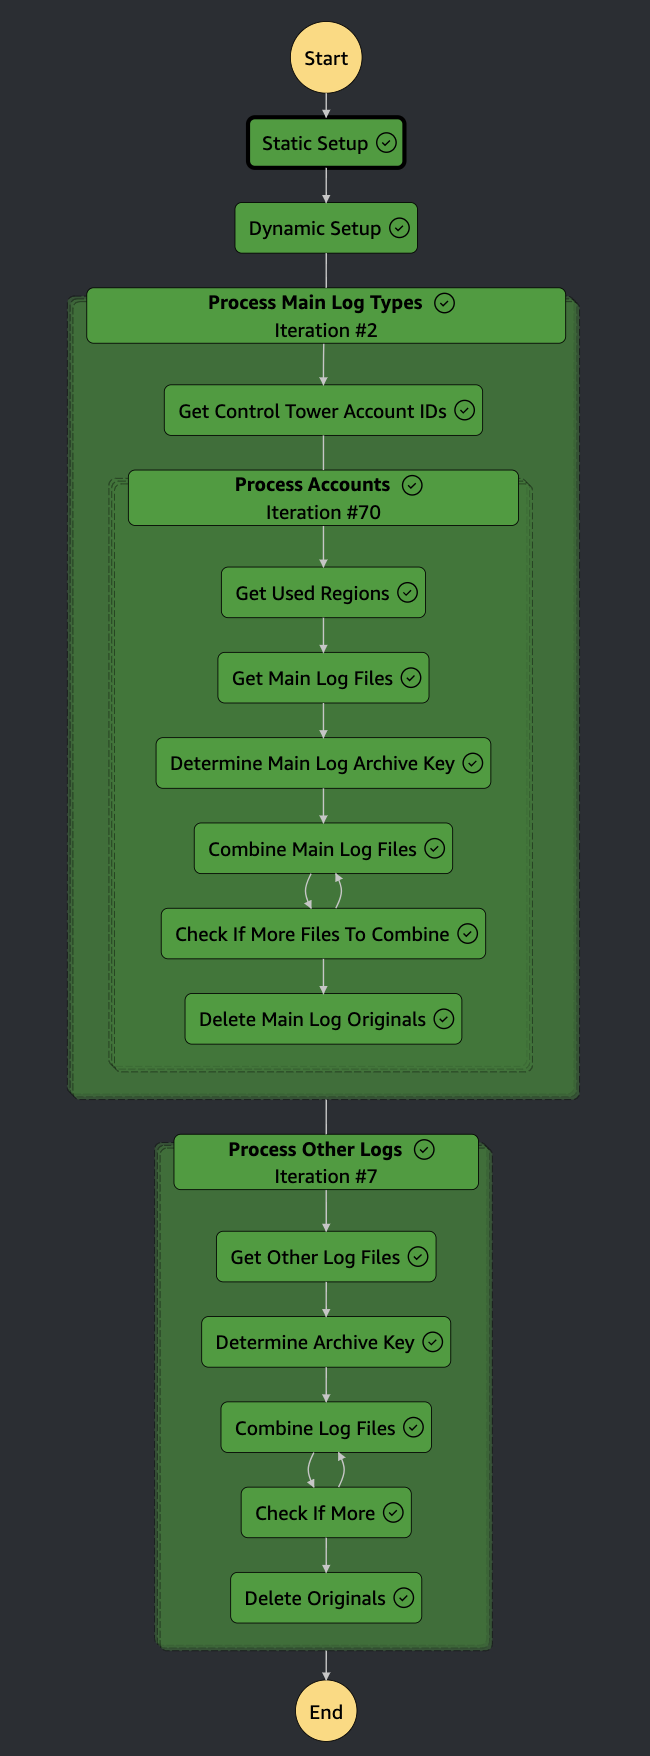 Start
Static Setup
Dynamic Setup
Process Main Log Types
Iteration #2
Get Control Tower Account IDs
Process Accounts
Iteration #70
Get Used Regions
Get Main Log Files
Determine Main Log Archive Key
Combine Main Log Files
Check If More Files To Combine
Delete Main Log Originals
Process Other Logs
Iteration #7
Get Other Log Files
Determine Archive Key
Combine Log Files
Check If More
Delete Originals
End